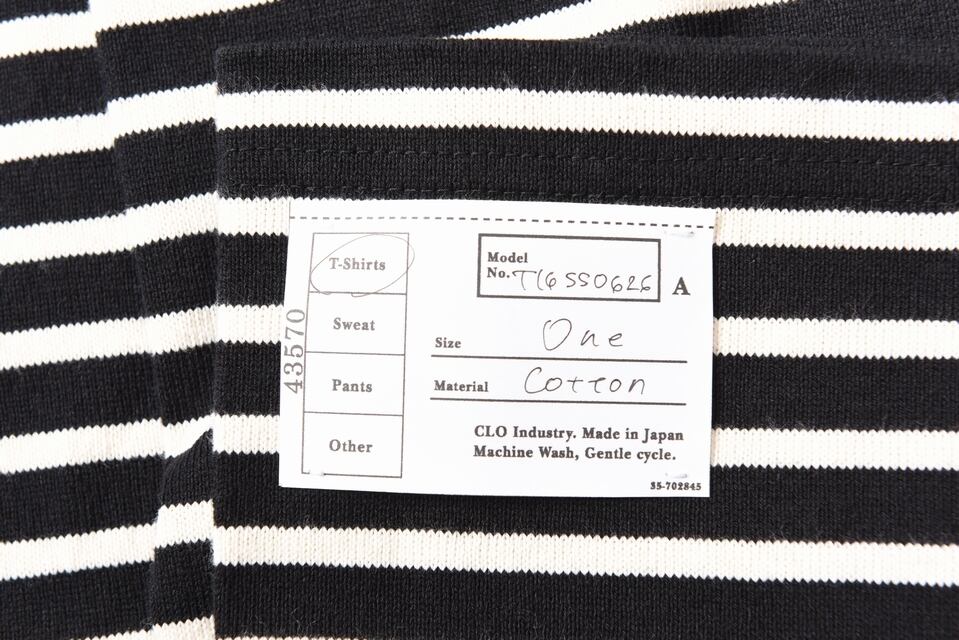 T-Shirts
Sweat
Pants
Other
43570
Model
No. T16SS0626
A
Size One
Material Cotton
CLO Industry. Made in Japan
Machine Wash, Gentle cycle.
35-702845